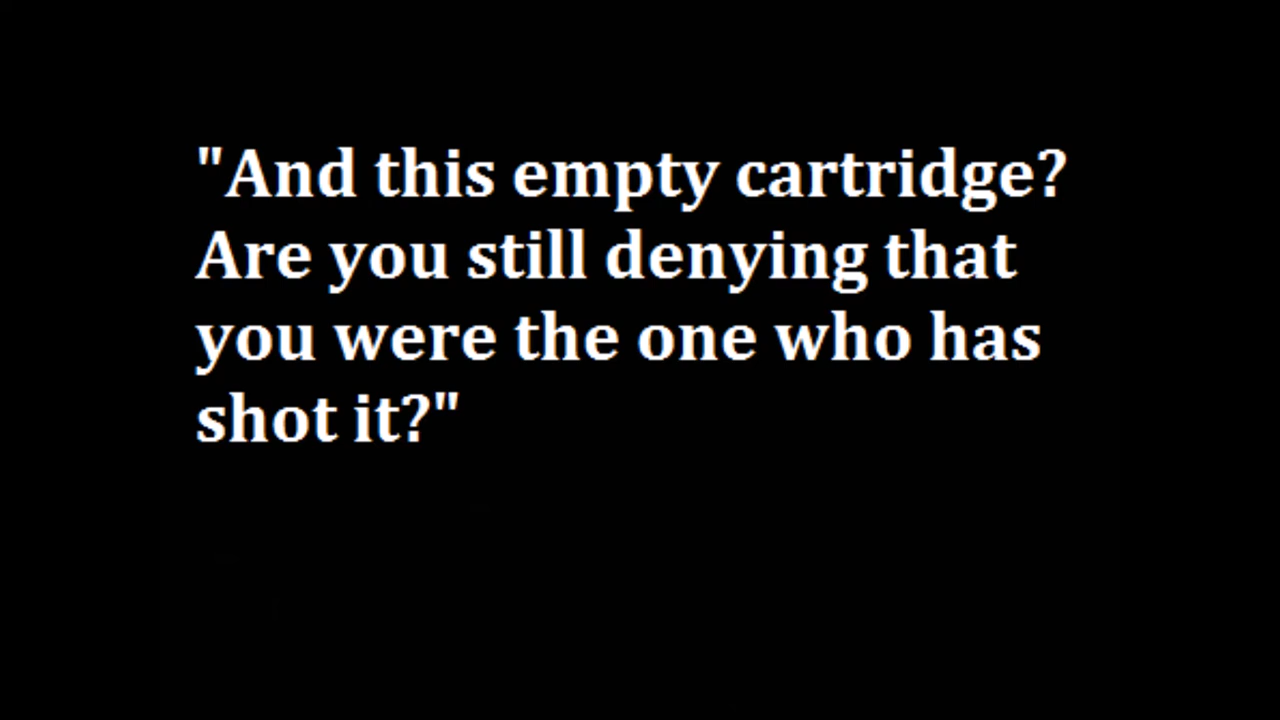 "And this empty cartridge?
Are you still denying that
you were the one who has
shot it?"